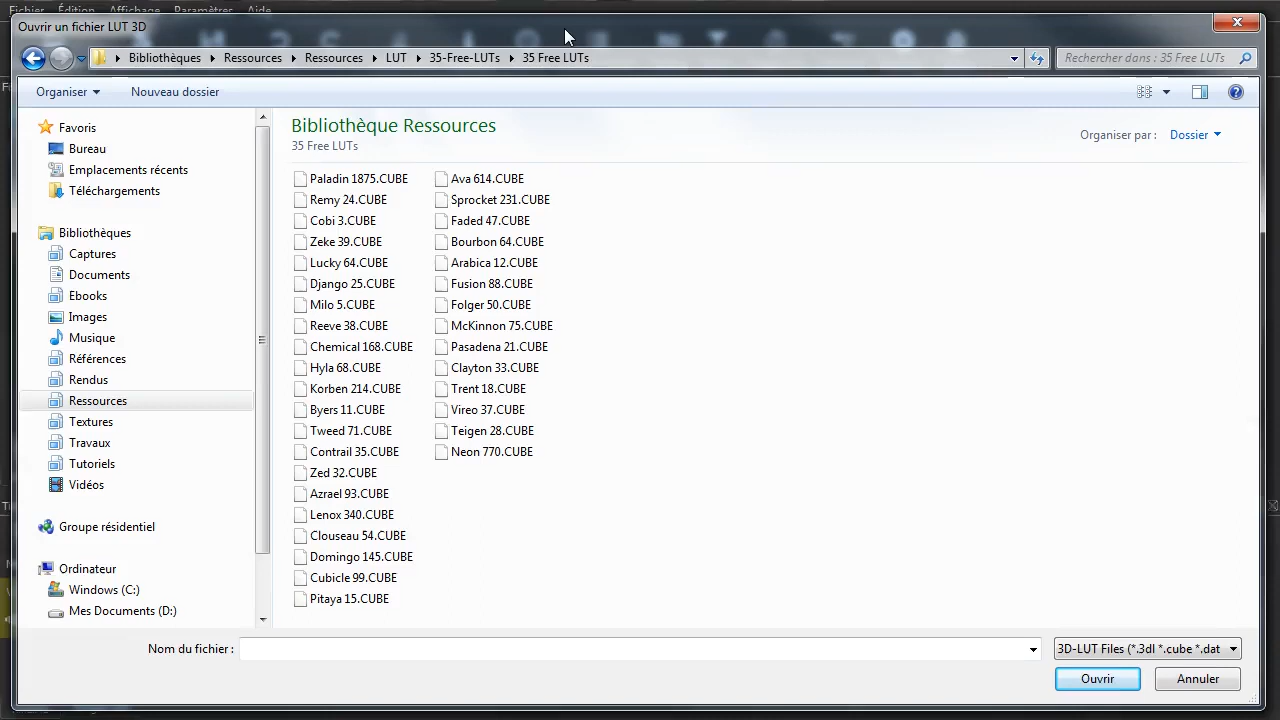 Fichier Édition Affichage Paramètres Aide
Ouvrir un fichier LUT 3D
Bibliothèques Ressources Ressources LUT 35-Free-LUTs 35 Free LUTs
Rechercher dans : 35 Free LUTs
Organiser
Nouveau dossier
Favoris
Bureau
Emplacements récents
Téléchargements
Bibliothèques
Captures
Documents
Ebooks
Images
Musique
Références
Rendus
Ressources
Textures
Travaux
Tutoriels
Vidéos
Groupe résidentiel
Ordinateur
Windows (C:)
Mes Documents (D:)
Bibliothèque Ressources
35 Free LUTs
Organiser par : Dossier
Paladin 1875.CUBE
Remy 24.CUBE
Cobi 3.CUBE
Zeke 39.CUBE
Lucky 64.CUBE
Django 25.CUBE
Milo 5.CUBE
Reeve 38.CUBE
Chemical 168.CUBE
Hyla 68.CUBE
Korben 214.CUBE
Byers 11.CUBE
Tweed 71.CUBE
Contrail 35.CUBE
Zed 32.CUBE
Azrael 93.CUBE
Lenox 340.CUBE
Clouseau 54.CUBE
Domingo 145.CUBE
Cubicle 99.CUBE
Pitaya 15.CUBE
Ava 614.CUBE
Sprocket 231.CUBE
Faded 47.CUBE
Bourbon 64.CUBE
Arabica 12.CUBE
Fusion 88.CUBE
Folger 50.CUBE
McKinnon 75.CUBE
Pasadena 21.CUBE
Clayton 33.CUBE
Trent 18.CUBE
Vireo 37.CUBE
Teigen 28.CUBE
Neon 770.CUBE
Nom du fichier :
3D-LUT Files (*.3dl *.cube *.dat
Ouvrir
Annuler